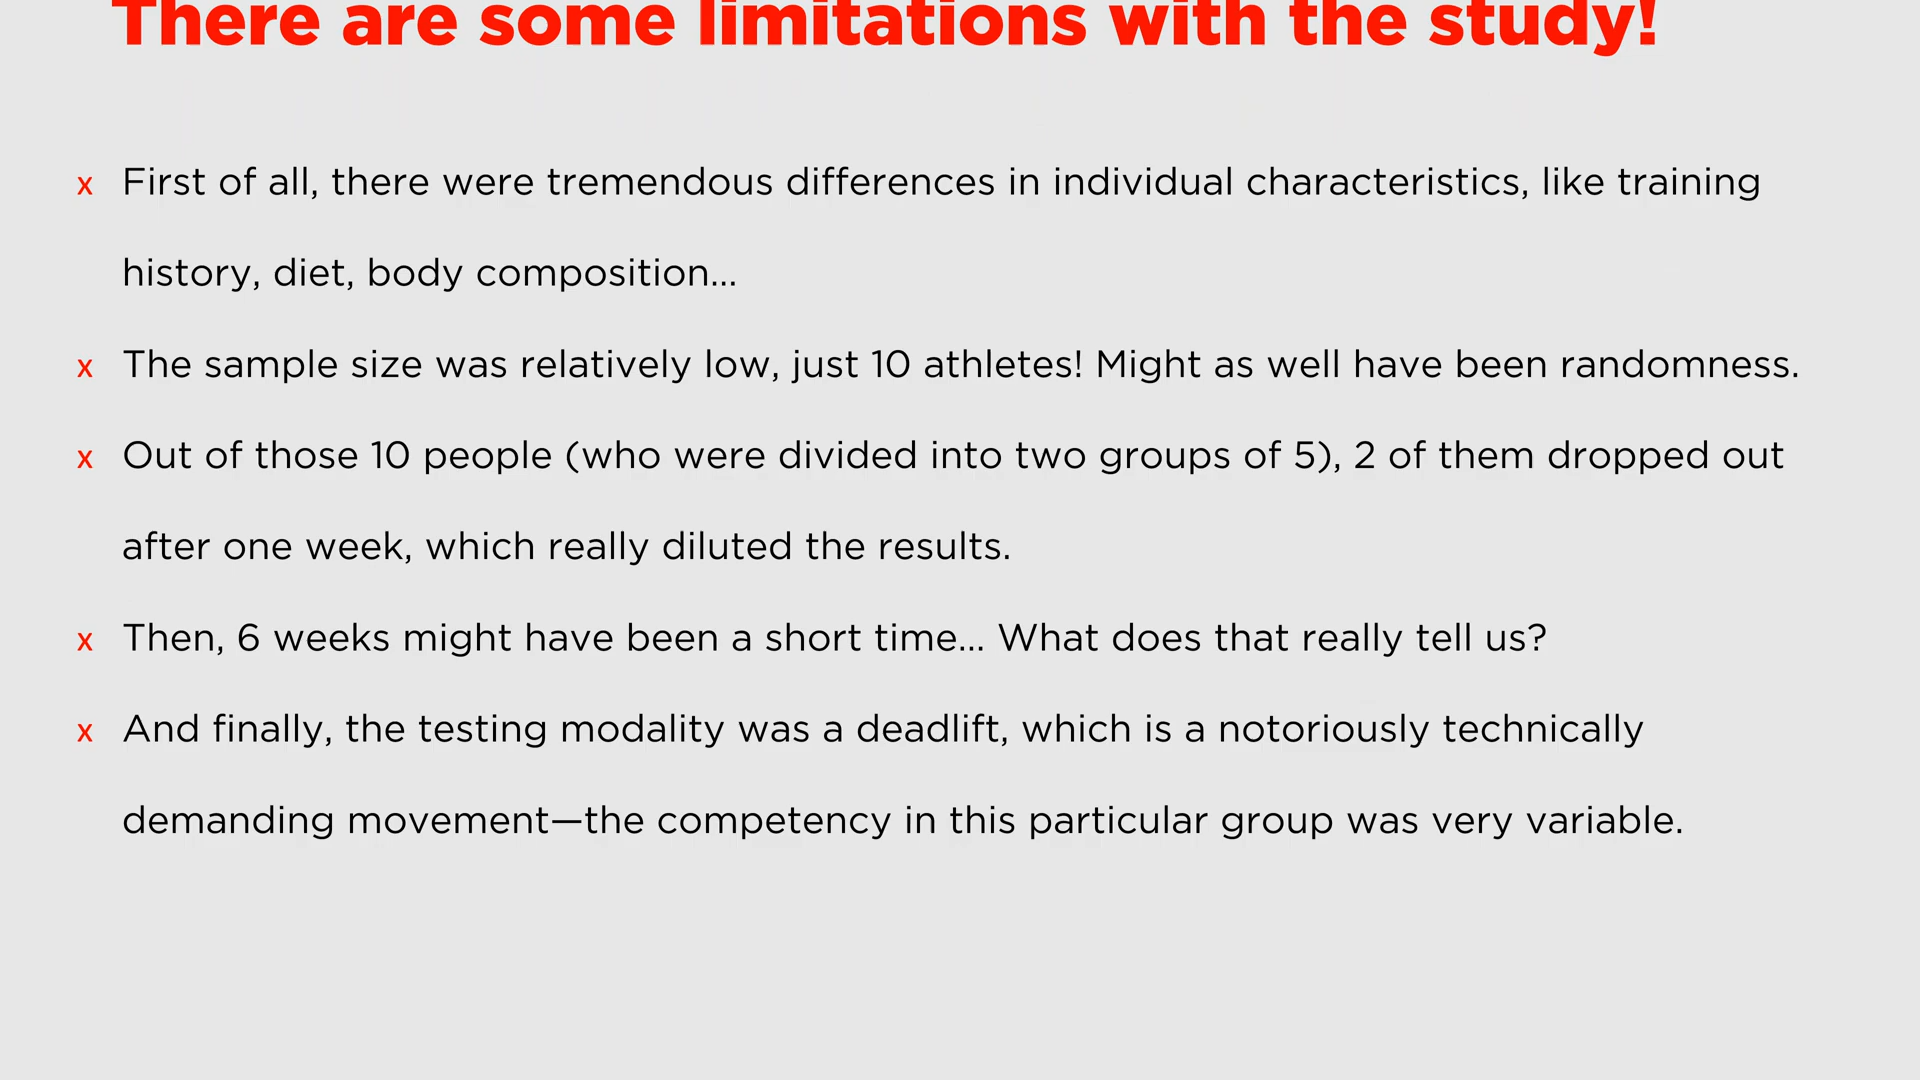 There are some limitations with the study!
x First of all, there were tremendous differences in individual characteristics, like training
history, diet, body composition...
x The sample size was relatively low, just 10 athletes! Might as well have been randomness.
x Out of those 10 people (who were divided into two groups of 5), 2 of them dropped out
after one week, which really diluted the results.
x Then, 6 weeks might have been a short time... What does that really tell us?
x And finally, the testing modality was a deadlift, which is a notoriously technically
demanding movement—the competency in this particular group was very variable.